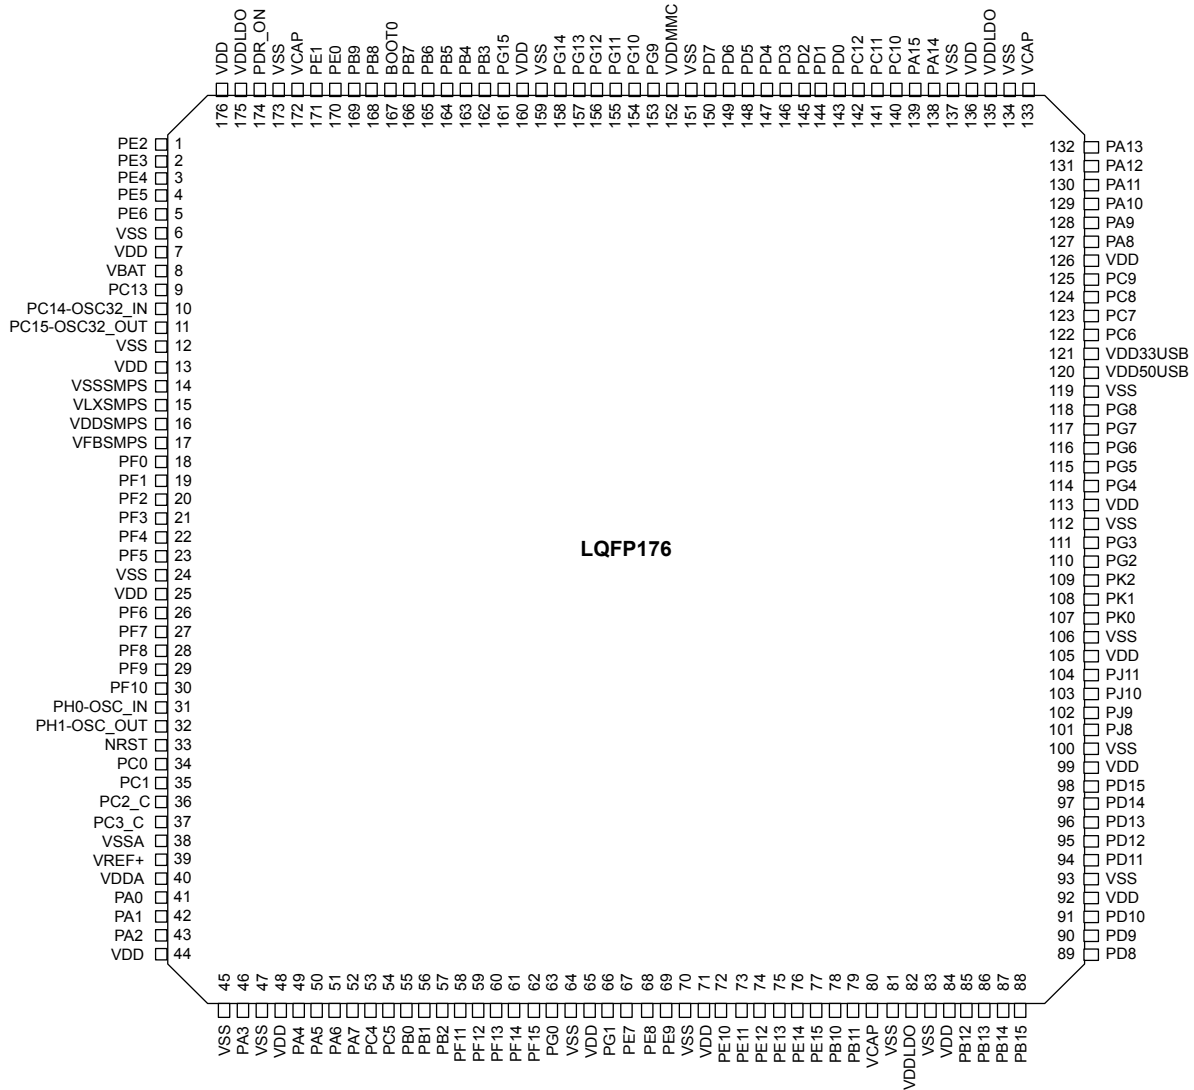 VDD
VDDLDO
PDR_ON
VSS
VCAP
PE1
PE0
PB9
PB8
BOOT0
PB7
PB6
PB5
PB4
PB3
PG15
VDD
VSS
PG14
PG13
PG12
PG11
PG10
PG9
VDDMMC
VSS
PD7
PD6
PD5
PD4
PD3
PD2
PD1
PD0
PC12
PC11
PC10
PA15
PA14
VSS
VDD
VDDLDO
VSS
VCAP
176
175
174
173
172
171
170
169
168
167
166
165
164
163
162
161
160
159
158
157
156
155
154
153
152
151
150
149
148
147
146
145
144
143
142
141
140
139
138
137
136
135
134
133
PE2 1
PE3 2
PE4 3
PE5 4
PE6 5
VSS 6
VDD 7
VBAT 8
PC13 9
PC14-OSC32_IN 10
PC15-OSC32_OUT 11
VSS 12
VDD 13
VSSSMPS 14
VLXSMPS 15
VDDSMPS 16
VFBSMPS 17
PF0 18
PF1 19
PF2 20
PF3 21
PF4 22
PF5 23
VSS 24
VDD 25
PF6 26
PF7 27
PF8 28
PF9 29
PF10 30
PH0-OSC_IN 31
PH1-OSC_OUT 32
NRST 33
PC0 34
PC1 35
PC2_C 36
PC3_C 37
VSSA 38
VREF+ 39
VDDA 40
PA0 41
PA1 42
PA2 43
VDD 44
LQFP176
132 PA13
131 PA12
130 PA11
129 PA10
128 PA9
127 PA8
126 VDD
125 PC9
124 PC8
123 PC7
122 PC6
121 VDD33USB
120 VDD50USB
119 VSS
118 PG8
117 PG7
116 PG6
115 PG5
114 PG4
113 VDD
112 VSS
111 PG3
110 PG2
109 PK2
108 PK1
107 PK0
106 VSS
105 VDD
104 PJ11
103 PJ10
102 PJ9
101 PJ8
100 VSS
99 VDD
98 PD15
97 PD14
96 PD13
95 PD12
94 PD11
93 VSS
92 VDD
91 PD10
90 PD9
89 PD8
45
46
47
48
49
50
51
52
53
54
55
56
57
58
59
60
61
62
63
64
65
66
67
68
69
70
71
72
73
74
75
76
77
78
79
80
81
82
83
84
85
86
87
88
VSS
PA3
VSS
VDD
PA4
PA5
PA6
PA7
PC4
PC5
PB0
PB1
PB2
PF11
PF12
PF13
PF14
PF15
PG0
VSS
VDD
PG1
PE7
PE8
PE9
VSS
VDD
PE10
PE11
PE12
PE13
PE14
PE15
PB10
PB11
VCAP
VSS
VDDLDO
VSS
VDD
PB12
PB13
PB14
PB15